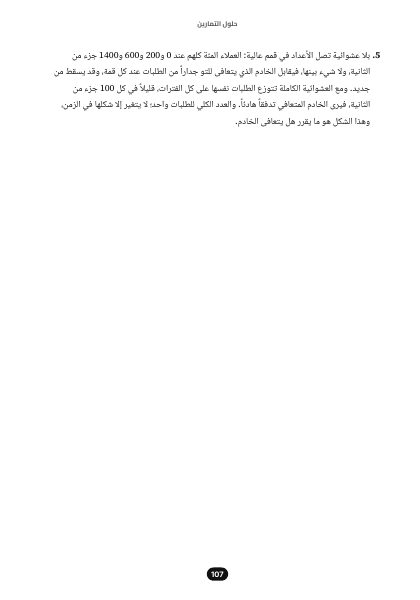 حلول التمارين
5. بلا عشوائية تصل الأعداد في قمم عالية: العملاء المئة كلهم عند 0 و200 و600 و1400 جزء من
الثانية، ولا شيء بينها، فيقابل الخادم الذي يتعافى للتو جداراً من الطلبات عند كل قمة، وقد يسقط من
جديد. ومع العشوائية الكاملة تتوزع الطلبات نفسها على كل الفترات، قليلاً في كل 100 جزء من
الثانية، فيرى الخادم المتعافي تدفقاً هادئاً. والعدد الكلي للطلبات واحد؛ لا يتغير إلا شكلها في الزمن،
وهذا الشكل هو ما يقرر هل يتعافى الخادم.
107